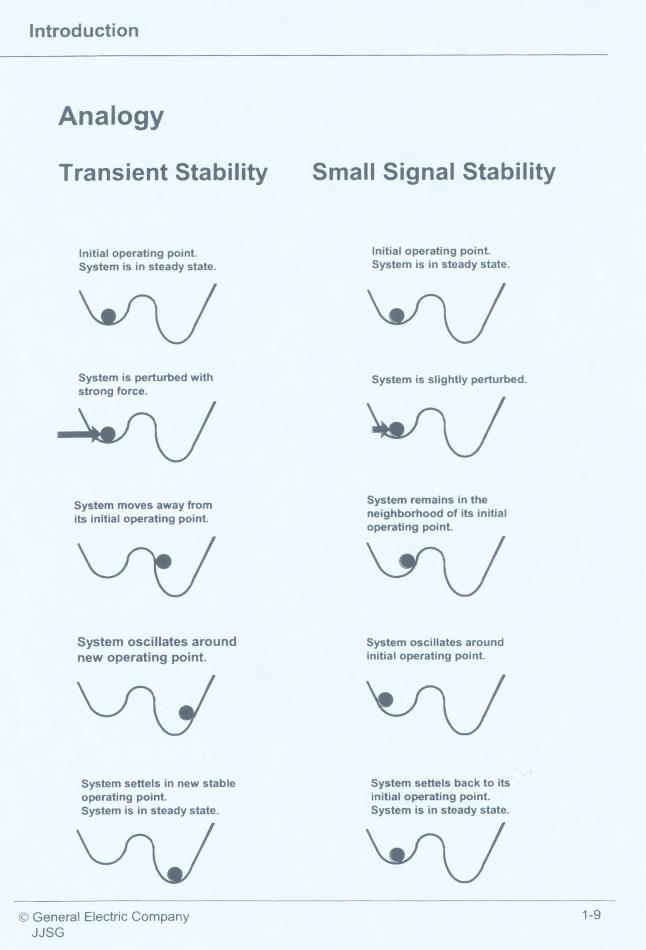 Introduction
Analogy
Transient Stability
Small Signal Stability
Initial operating point.
System is in steady state.
Initial operating point.
System is in steady state.
System is perturbed with
strong force.
System is slightly perturbed.
System moves away from
its initial operating point.
System remains in the
neighborhood of its initial
operating point.
System oscillates around
new operating point.
System oscillates around
initial operating point.
System settels in new stable
operating point.
System is in steady state.
System settels back to its
initial operating point.
System is in steady state.
© General Electric Company
JJSG
1-9